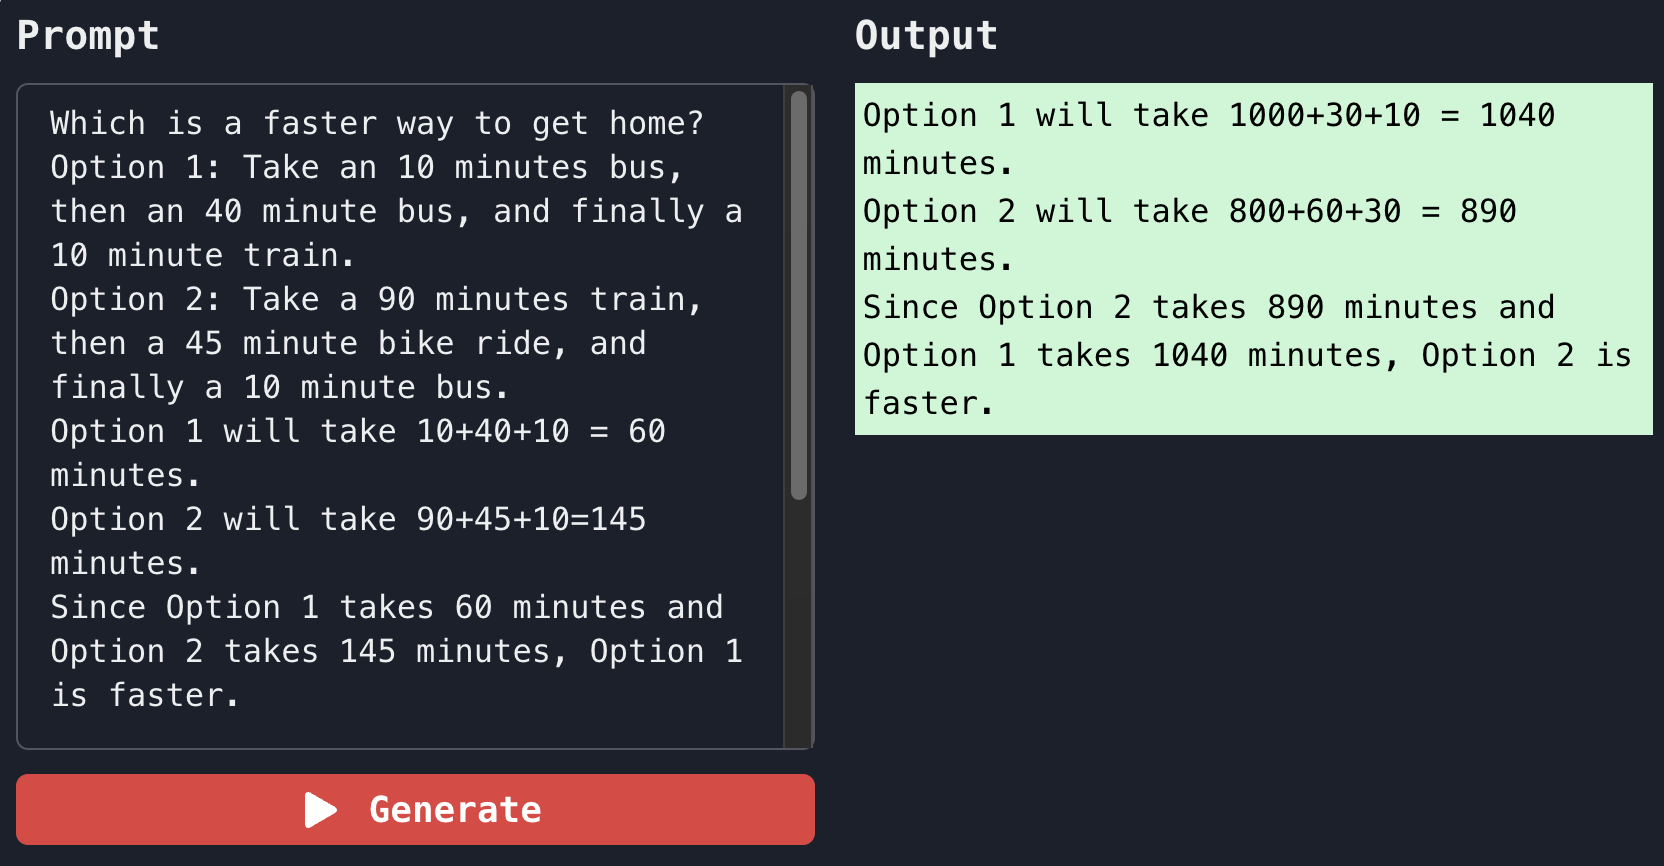 Prompt
Which is a faster way to get home?
Option 1: Take an 10 minutes bus,
then an 40 minute bus, and finally a
10 minute train.
Option 2: Take a 90 minutes train,
then a 45 minute bike ride, and
finally a 10 minute bus.
Option 1 will take 10+40+10 = 60
minutes.
Option 2 will take 90+45+10=145
minutes.
Since Option 1 takes 60 minutes and
Option 2 takes 145 minutes, Option 1
is faster.
Generate
Output
Option 1 will take 1000+30+10 = 1040
minutes.
Option 2 will take 800+60+30 = 890
minutes.
Since Option 2 takes 890 minutes and
Option 1 takes 1040 minutes, Option 2 is
faster.